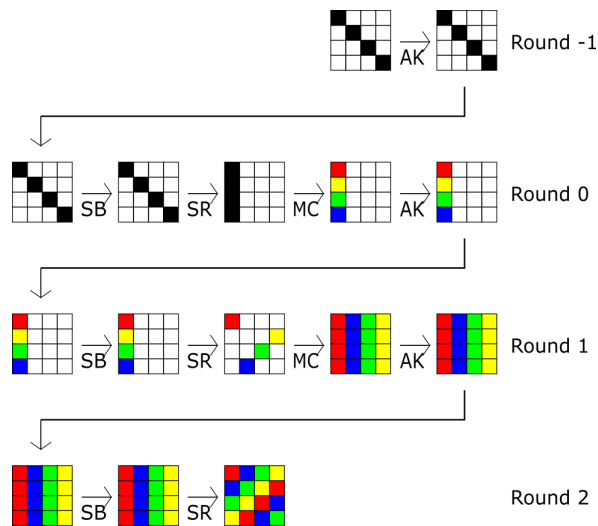 AK Round -1
SB SR MC AK Round 0
SB SR MC AK Round 1
SB SR Round 2